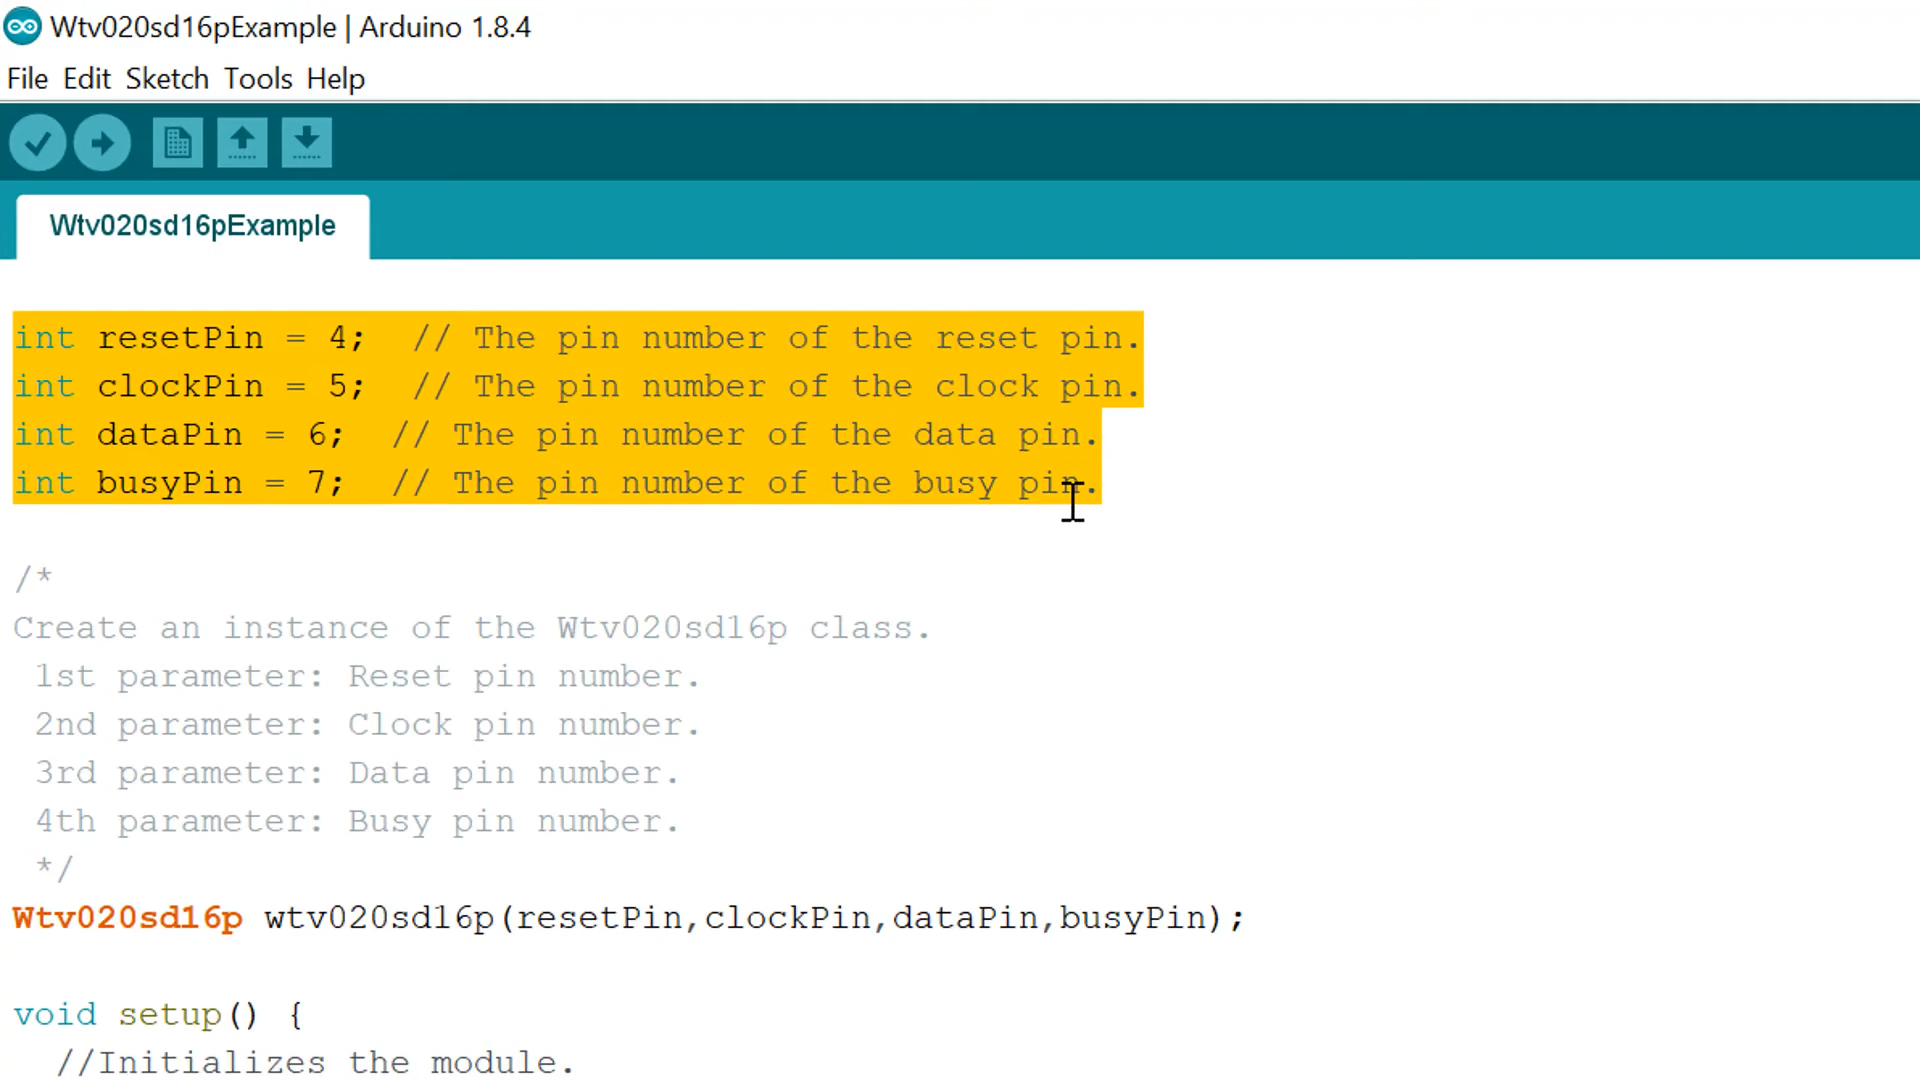 Wtv020sd16pExample | Arduino 1.8.4
File Edit Sketch Tools Help
Wtv020sd16pExample
int resetPin = 4;  // The pin number of the reset pin.
int clockPin = 5;  // The pin number of the clock pin.
int dataPin = 6;  // The pin number of the data pin.
int busyPin = 7;  // The pin number of the busy pin.
/*
Create an instance of the Wtv020sd16p class.
 1st parameter: Reset pin number.
 2nd parameter: Clock pin number.
 3rd parameter: Data pin number.
 4th parameter: Busy pin number.
 */
Wtv020sd16p wtv020sd16p(resetPin,clockPin,dataPin,busyPin);
void setup() {
  //Initializes the module.